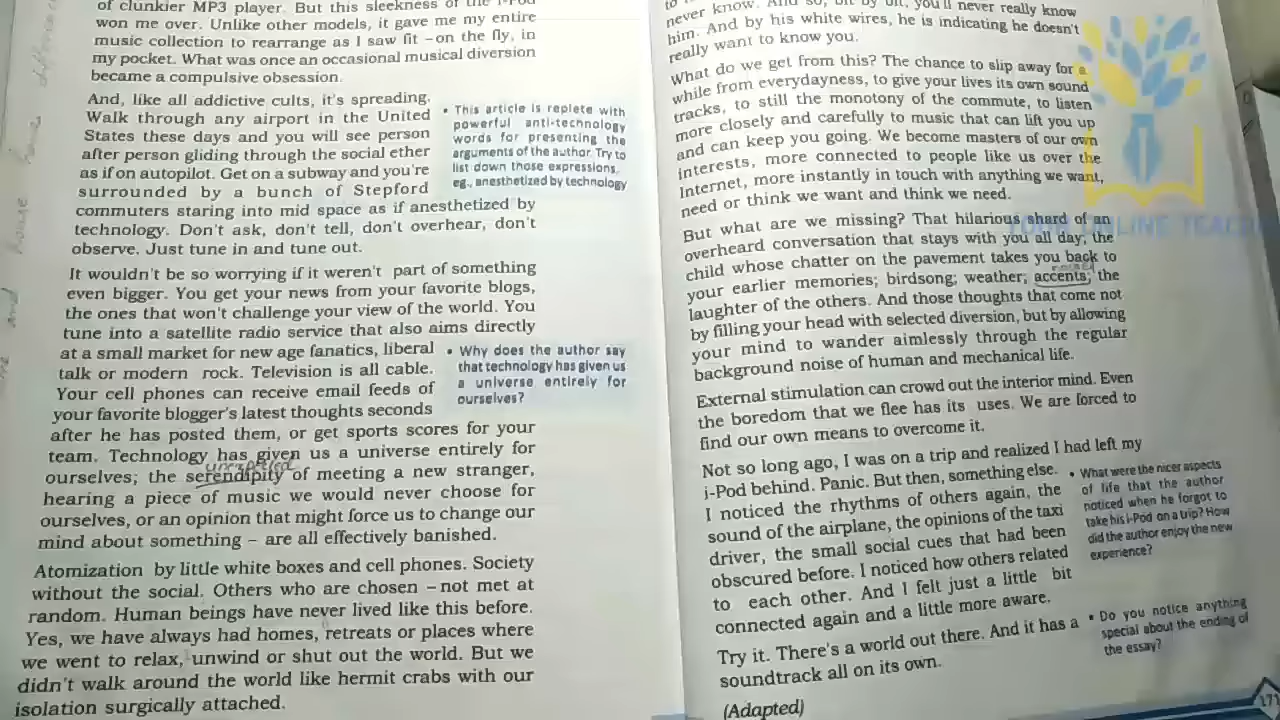 of clunkier MP3 player. But this sleekness of the i-Pod
won me over. Unlike other models, it gave me my entire
music collection to rearrange as I saw fit – on the fly, in
my pocket. What was once an occasional musical diversion
became a compulsive obsession.
And, like all addictive cults, it's spreading.
Walk through any airport in the United
States these days and you will see person
after person gliding through the social ether
as if on autopilot. Get on a subway and you're
surrounded by a bunch of Stepford
commuters staring into mid space as if anesthetized by
technology. Don't ask, don't tell, don't overhear, don't
observe. Just tune in and tune out.
• This article is replete with
powerful anti-technology
words for presenting the
arguments of the author. Try to
list down those expressions,
eg., anesthetized by technology
It wouldn't be so worrying if it weren't part of something
even bigger. You get your news from your favorite blogs,
the ones that won't challenge your view of the world. You
tune into a satellite radio service that also aims directly
at a small market for new age fanatics, liberal
talk or modern rock. Television is all cable.
Your cell phones can receive email feeds of
your favorite blogger's latest thoughts seconds
after he has posted them, or get sports scores for your
team. Technology has given us a universe entirely for
unexpected
ourselves; the serendipity of meeting a new stranger,
hearing a piece of music we would never choose for
ourselves, or an opinion that might force us to change our
mind about something – are all effectively banished.
• Why does the author say
that technology has given us
a universe entirely for
ourselves?
Atomization by little white boxes and cell phones. Society
without the social. Others who are chosen – not met at
random. Human beings have never lived like this before.
Yes, we have always had homes, retreats or places where
we went to relax, unwind or shut out the world. But we
didn't walk around the world like hermit crabs with our
isolation surgically attached.
never know. And so, bit by bit, you'll never really know
him. And by his white wires, he is indicating he doesn't
really want to know you.
What do we get from this? The chance to slip away for a
while from everydayness, to give your lives its own sound
tracks, to still the monotony of the commute, to listen
more closely and carefully to music that can lift you up
and can keep you going. We become masters of our own
interests, more connected to people like us over the
Internet, more instantly in touch with anything we want,
need or think we want and think we need.
But what are we missing? That hilarious shard of an
overheard conversation that stays with you all day; the
child whose chatter on the pavement takes you back to
your earlier memories; birdsong; weather; accents; the
laughter of the others. And those thoughts that come not
by filling your head with selected diversion, but by allowing
your mind to wander aimlessly through the regular
background noise of human and mechanical life.
External stimulation can crowd out the interior mind. Even
the boredom that we flee has its uses. We are forced to
find our own means to overcome it.
Not so long ago, I was on a trip and realized I had left my
i-Pod behind. Panic. But then, something else.
I noticed the rhythms of others again, the
sound of the airplane, the opinions of the taxi
driver, the small social cues that had been
obscured before. I noticed how others related
to each other. And I felt just a little bit
connected again and a little more aware.
• What were the nicer aspects
of life that the author
noticed when he forgot to
take his i-Pod on a trip? How
did the author enjoy the new
experience?
Try it. There's a world out there. And it has a
soundtrack all on its own.
• Do you notice anything
special about the ending of
the essay?
(Adapted)
171
YOUR ONLINE TEACH